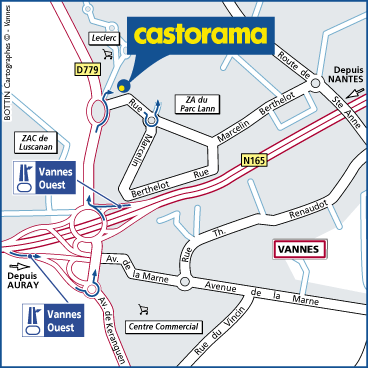 BOTTIN Cartographes © - Vannes
Leclerc
castorama
D779
ZA du
Parc Lann
Route de
Ste Anne
Depuis
NANTES
Rue
Marcelin
Berthelot
Marcelin
Berthelot
Rue
ZAC de
Luscanan
N165
Vannes
Ouest
Rue
Th.
Renaudot
VANNES
Depuis
AURAY
Av.
de la Marne
Avenue de la Marne
Vannes
Ouest
Av. de Keranguen
Centre Commercial
Rue du Vincin